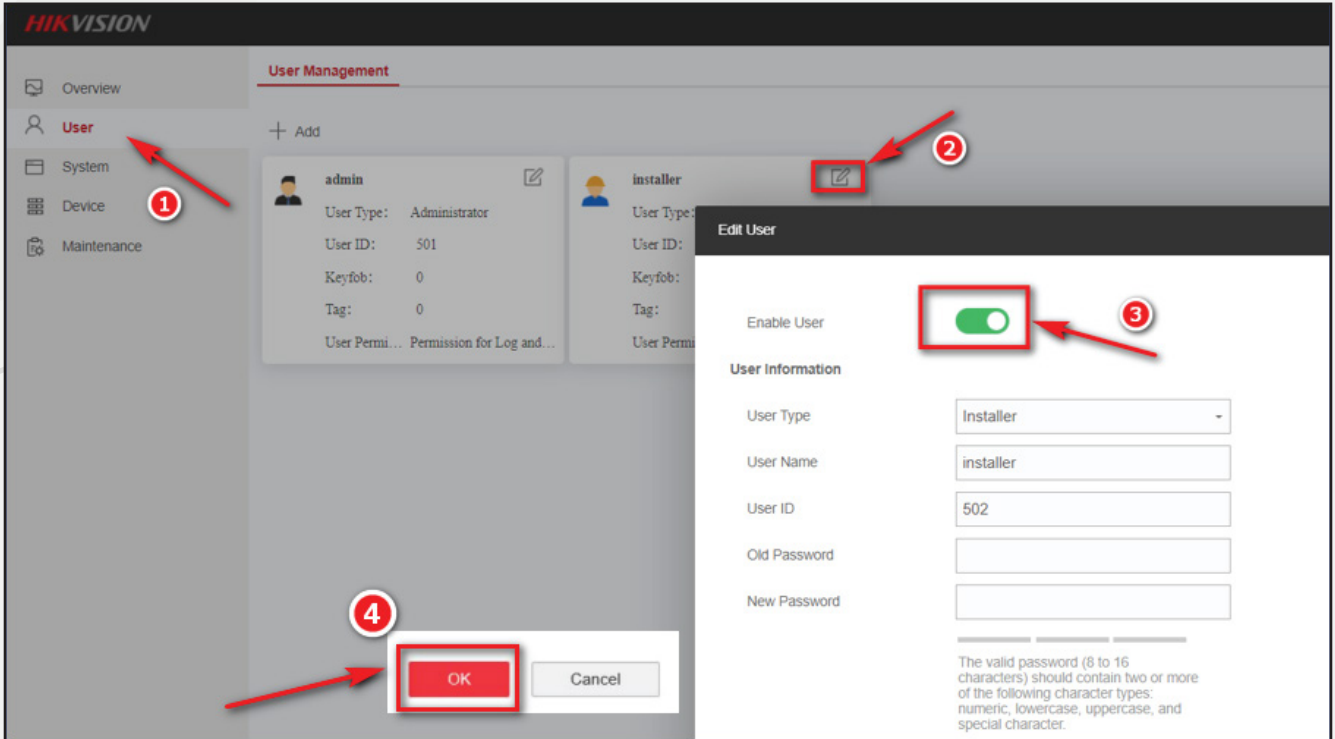 HIKVISION
Overview
User
System
Device
Maintenance
1
User Management
Add
admin
User Type: Administrator
User ID: 501
Keyfob: 0
Tag: 0
User Permi... Permission for Log and...
installer
User Type:
User ID:
Keyfob:
Tag:
User Permi
2
Edit User
Enable User
3
User Information
User Type Installer
User Name installer
User ID 502
Old Password
New Password
The valid password (8 to 16
characters) should contain two or more
of the following character types:
numeric, lowercase, uppercase, and
special character.
4
OK Cancel